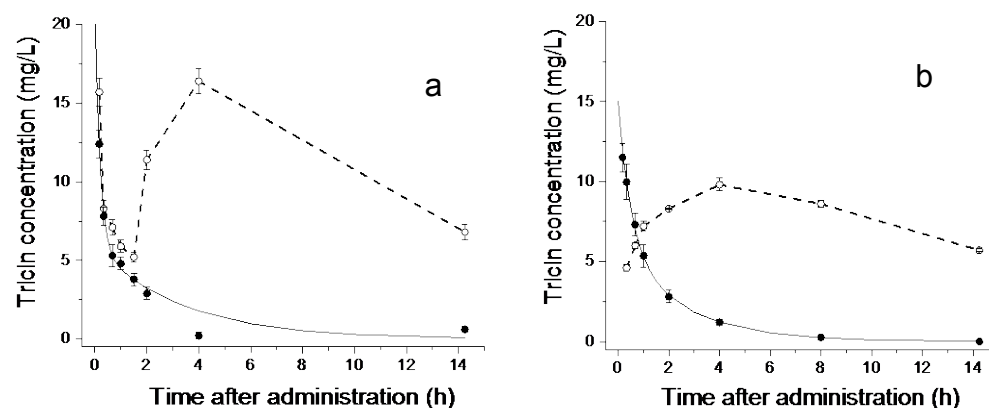 20
15
10
5
0
Tricin concentration (mg/L)
a
0 2 4 6 8 10 12 14
Time after administration (h)
20
15
10
5
0
Tricin concentration (mg/L)
b
0 2 4 6 8 10 12 14
Time after administration (h)